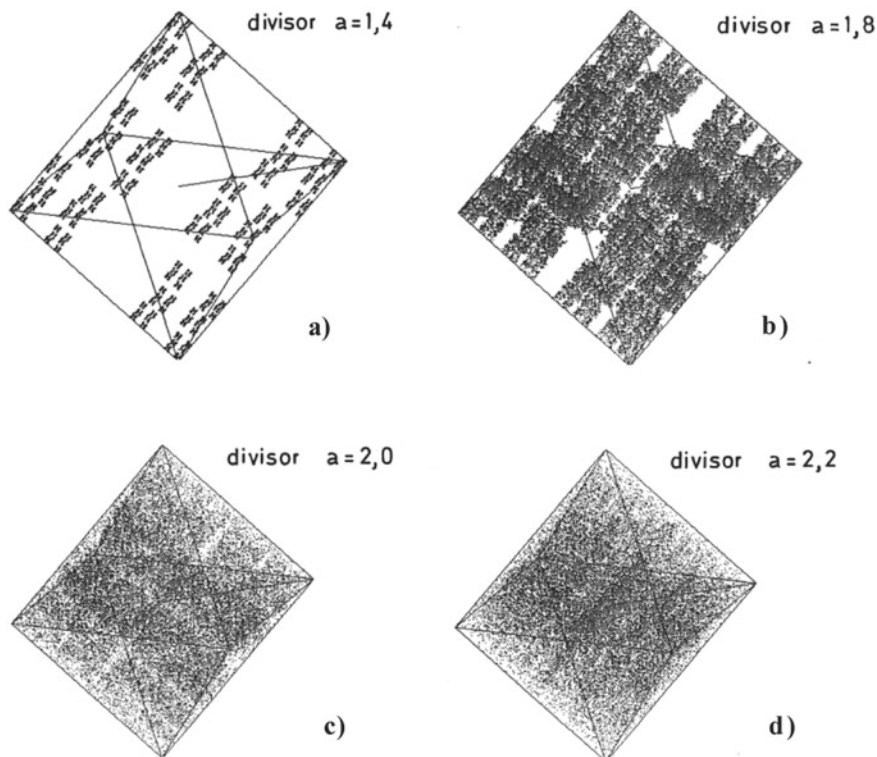 divisor a=1,4
divisor a=1,8
a)
b)
divisor a=2,0
divisor a=2,2
c)
d)